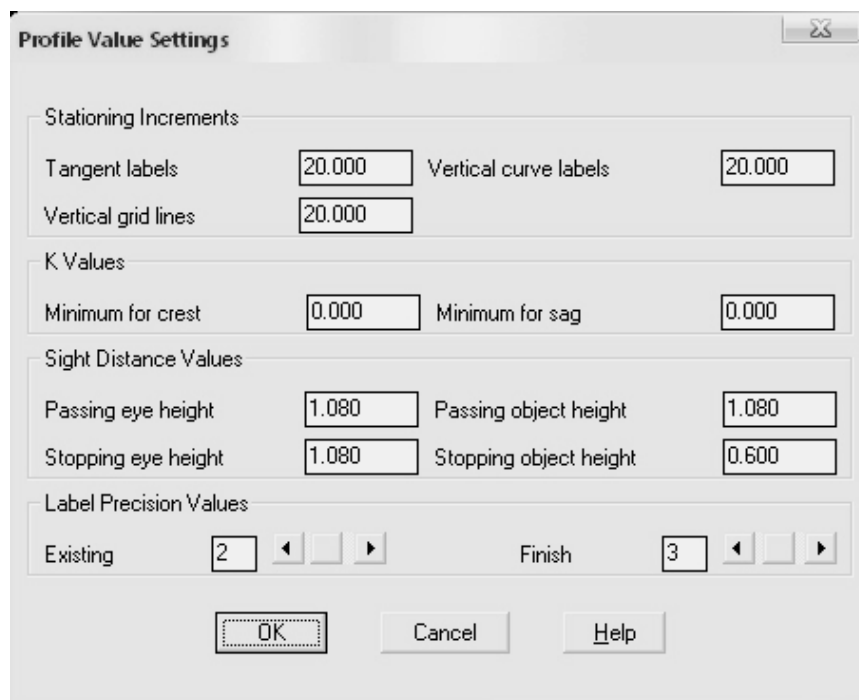 Profile Value Settings
Stationing Increments
Tangent labels 20.000 Vertical curve labels 20.000
Vertical grid lines 20.000
K Values
Minimum for crest 0.000 Minimum for sag 0.000
Sight Distance Values
Passing eye height 1.080 Passing object height 1.080
Stopping eye height 1.080 Stopping object height 0.600
Label Precision Values
Existing 2 Finish 3
OK Cancel Help